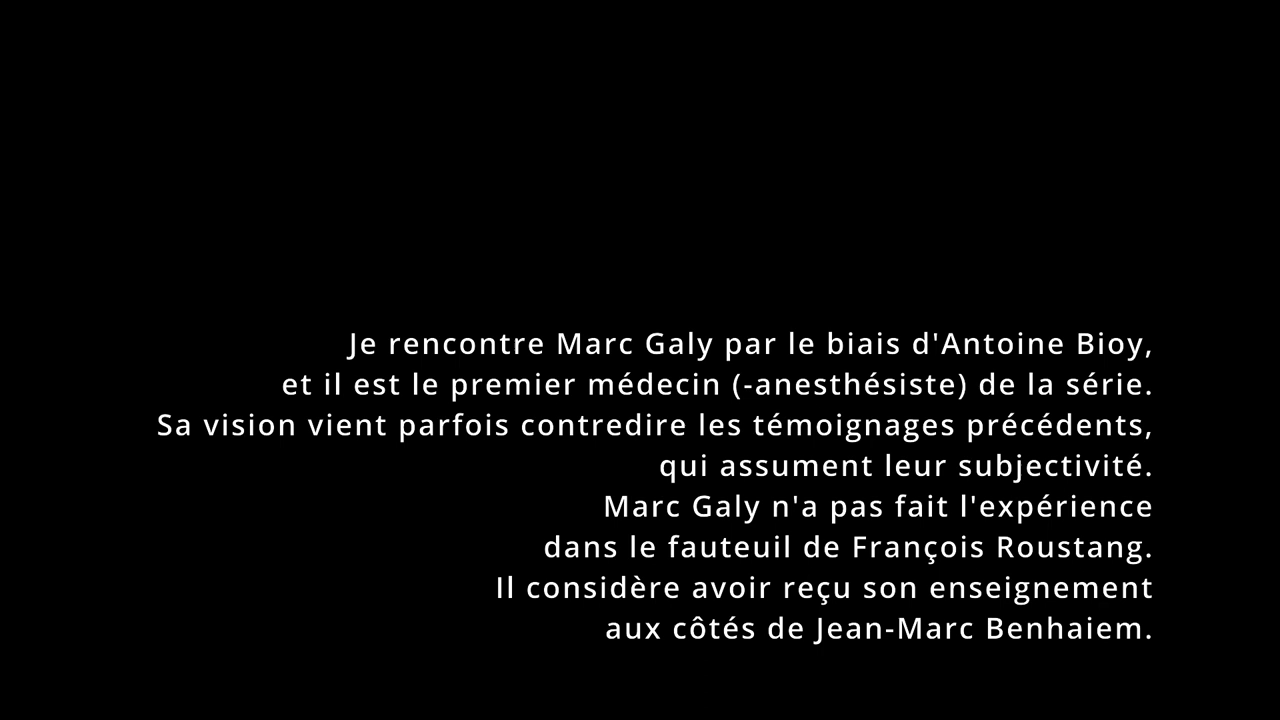 Je rencontre Marc Galy par le biais d'Antoine Bioy,
et il est le premier médecin (-anesthésiste) de la série.
Sa vision vient parfois contredire les témoignages précédents,
qui assument leur subjectivité.
Marc Galy n'a pas fait l'expérience
dans le fauteuil de François Roustang.
Il considère avoir reçu son enseignement
aux côtés de Jean-Marc Benhaiem.